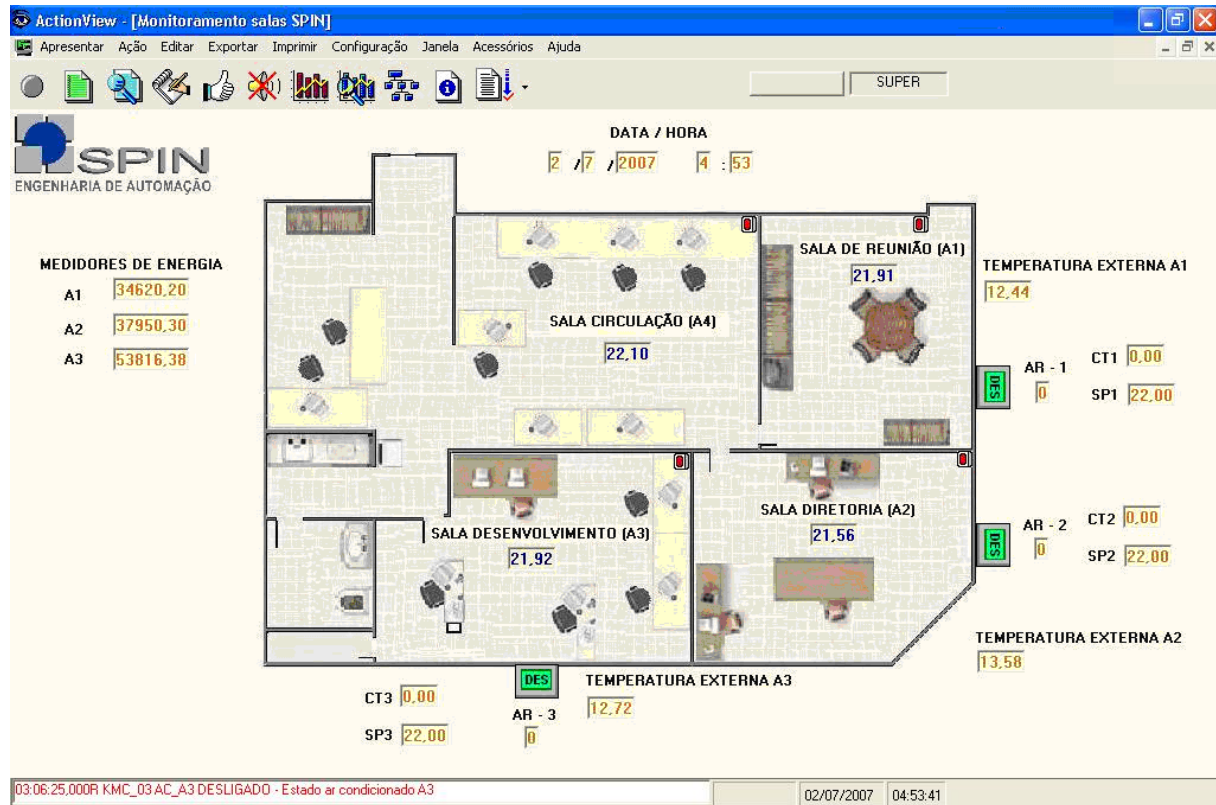 ActionView - [Monitoramento salas SPIN]
Apresentar Ação Editar Exportar Imprimir Configuração Janela Acessórios Ajuda
SUPER
SPIN
ENGENHARIA DE AUTOMAÇÃO
DATA / HORA
2 / 7 / 2007 4 : 53
MEDIDORES DE ENERGIA
A1 34620,20
A2 37950,30
A3 53816,38
SALA DE REUNIÃO (A1)
21,91
TEMPERATURA EXTERNA A1
12,44
SALA CIRCULAÇÃO (A4)
22,10
DES
AR - 1
0
CT1 0,00
SP1 22,00
SALA DIRETORIA (A2)
21,56
DES
AR - 2
0
CT2 0,00
SP2 22,00
SALA DESENVOLVIMENTO (A3)
21,92
TEMPERATURA EXTERNA A2
13,58
DES
AR - 3
0
TEMPERATURA EXTERNA A3
12,72
CT3 0,00
SP3 22,00
03:06:25,000R KMC_03 AC_A3 DESLIGADO - Estado ar condicionado A3
02/07/2007 04:53:41